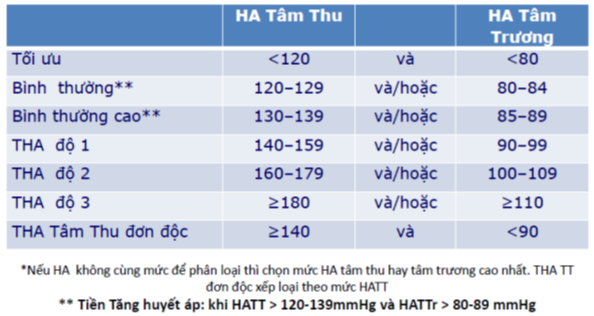 HA Tâm Thu HA Tâm
Trương
Tối ưu <120 và <80
Bình thường** 120–129 và/hoặc 80–84
Bình thường cao** 130–139 và/hoặc 85–89
THA độ 1 140–159 và/hoặc 90–99
THA độ 2 160–179 và/hoặc 100–109
THA độ 3 ≥180 và/hoặc ≥110
THA Tâm Thu đơn độc ≥140 và <90
*Nếu HA không cùng mức để phân loại thì chọn mức HA tâm thu hay tâm trương cao nhất. THA TT
đơn độc xếp loại theo mức HATT
** Tiền Tăng huyết áp: khi HATT > 120-139mmHg và HATTr > 80-89 mmHg